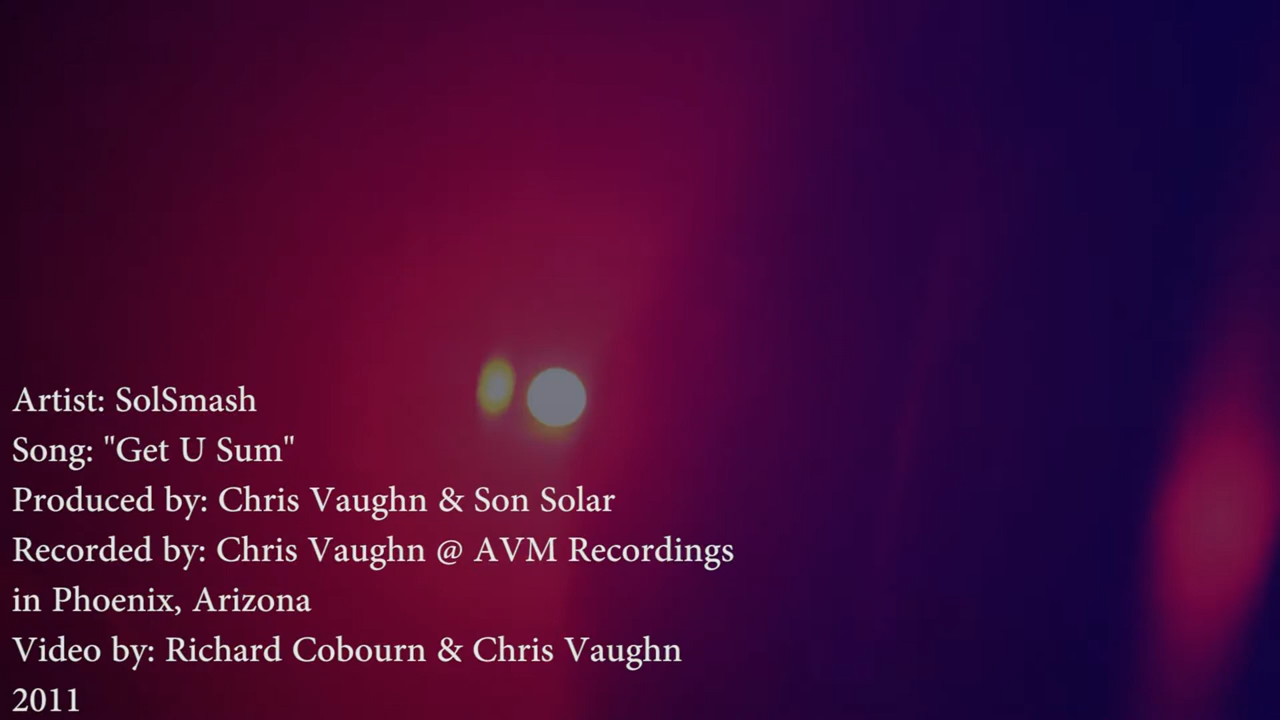 Artist: SolSmash
Song: "Get U Sum"
Produced by: Chris Vaughn & Son Solar
Recorded by: Chris Vaughn @ AVM Recordings
in Phoenix, Arizona
Video by: Richard Cobourn & Chris Vaughn
2011